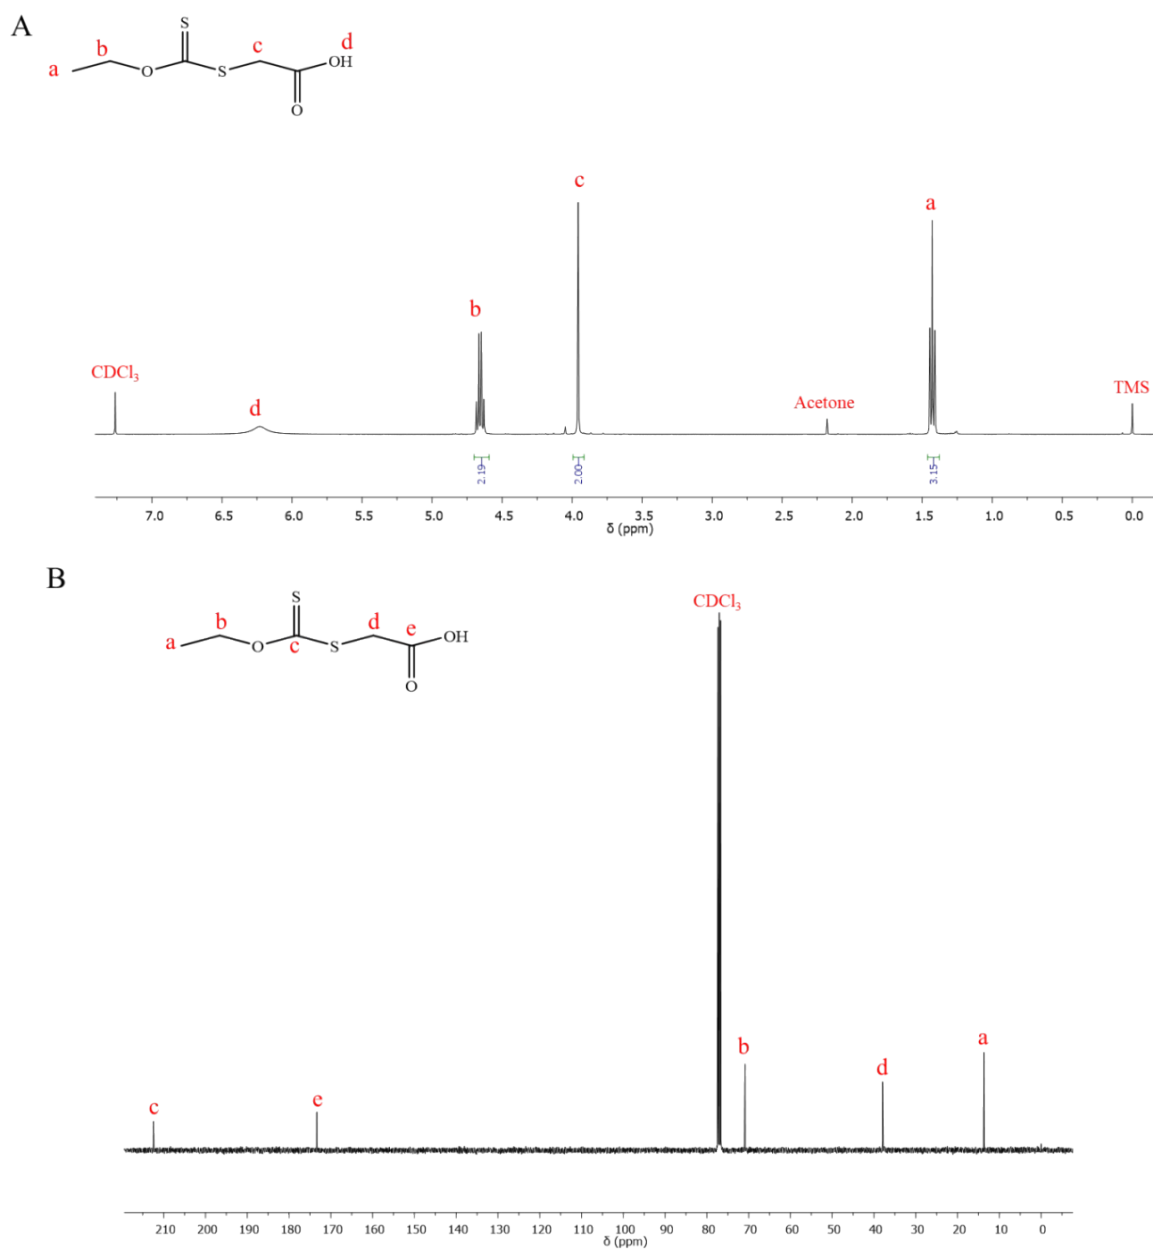 A
S
b
c
d
a
O
S
OH
O
c
a
b
CDCl₃
d
Acetone
TMS
2.19
2.00
3.15
7.0 6.5 6.0 5.5 5.0 4.5 4.0 3.5 3.0 2.5 2.0 1.5 1.0 0.5 0.0
δ (ppm)
B
CDCl₃
S
b
d
e
a
O
c
S
OH
O
b
a
d
c
e
210 200 190 180 170 160 150 140 130 120 110 100 90 80 70 60 50 40 30 20 10 0
δ (ppm)